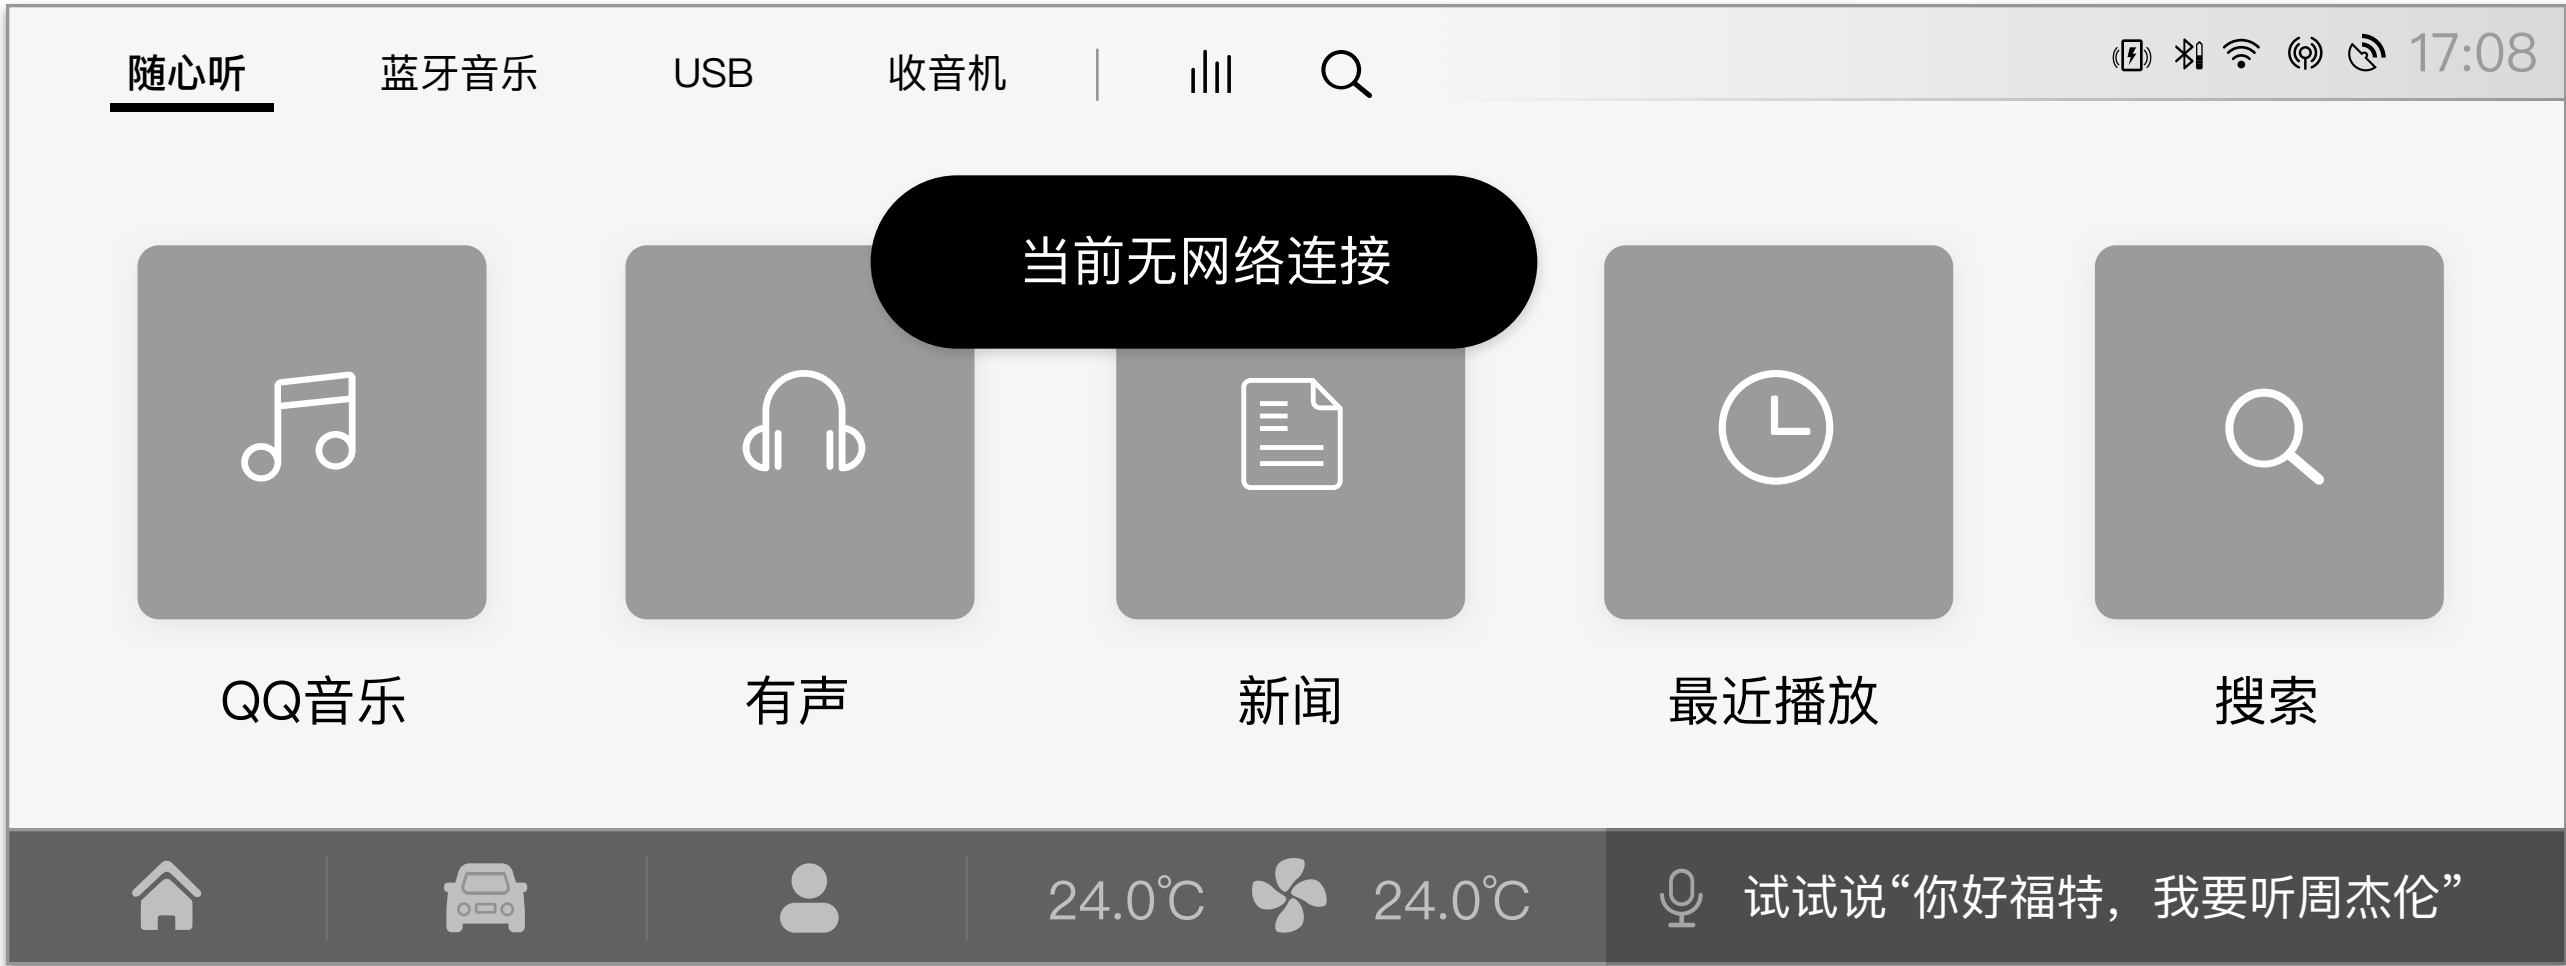 随心听 蓝牙音乐 USB 收音机 17:08
当前无网络连接
QQ音乐 有声 新闻 最近播放 搜索
24.0℃ 24.0℃ 试试说“你好福特，我要听周杰伦”